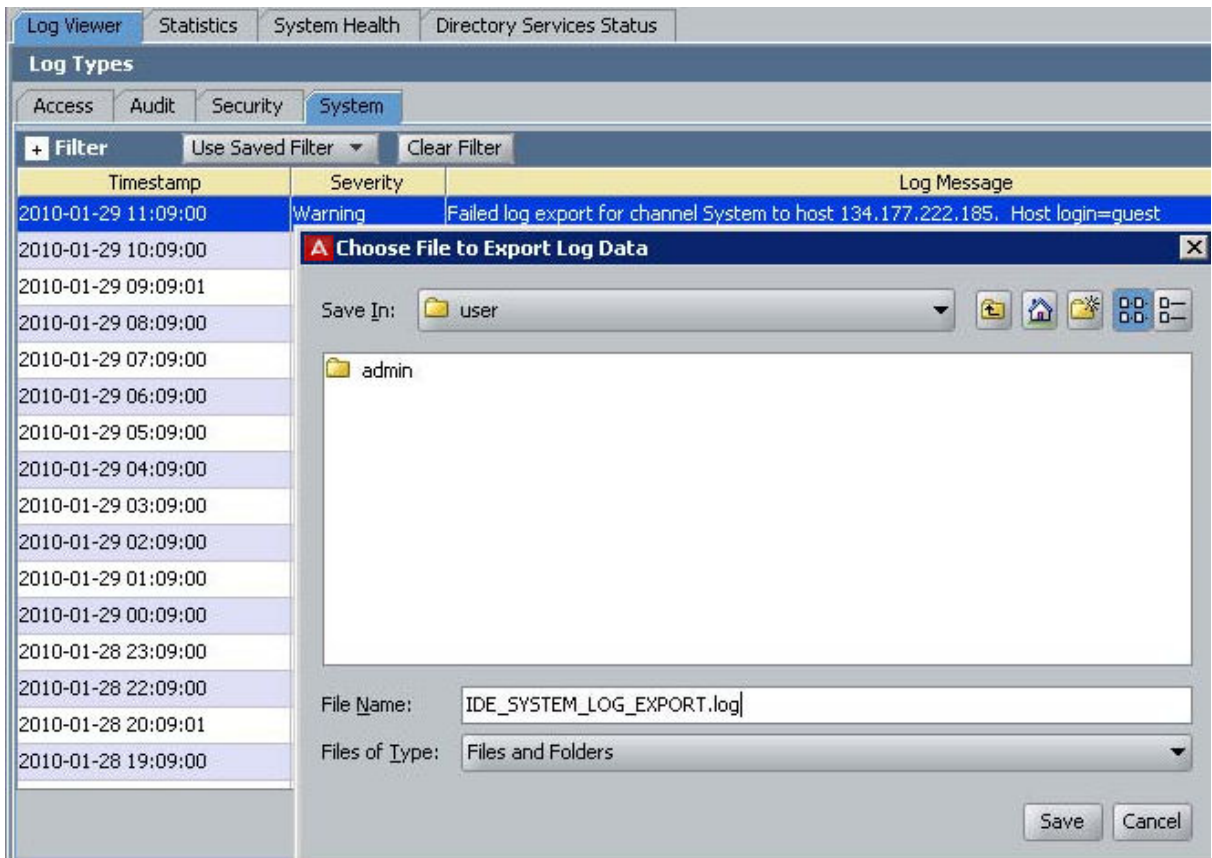 Log Viewer Statistics System Health Directory Services Status
Log Types
Access Audit Security System
+ Filter Use Saved Filter Clear Filter
Timestamp Severity Log Message
2010-01-29 11:09:00 Warning Failed log export for channel System to host 134.177.222.185. Host login=guest
2010-01-29 10:09:00
2010-01-29 09:09:01
2010-01-29 08:09:00
2010-01-29 07:09:00
2010-01-29 06:09:00
2010-01-29 05:09:00
2010-01-29 04:09:00
2010-01-29 03:09:00
2010-01-29 02:09:00
2010-01-29 01:09:00
2010-01-29 00:09:00
2010-01-28 23:09:00
2010-01-28 22:09:00
2010-01-28 20:09:01
2010-01-28 19:09:00
A Choose File to Export Log Data
Save In: user
admin
File Name: IDE_SYSTEM_LOG_EXPORT.log
Files of Type: Files and Folders
Save Cancel